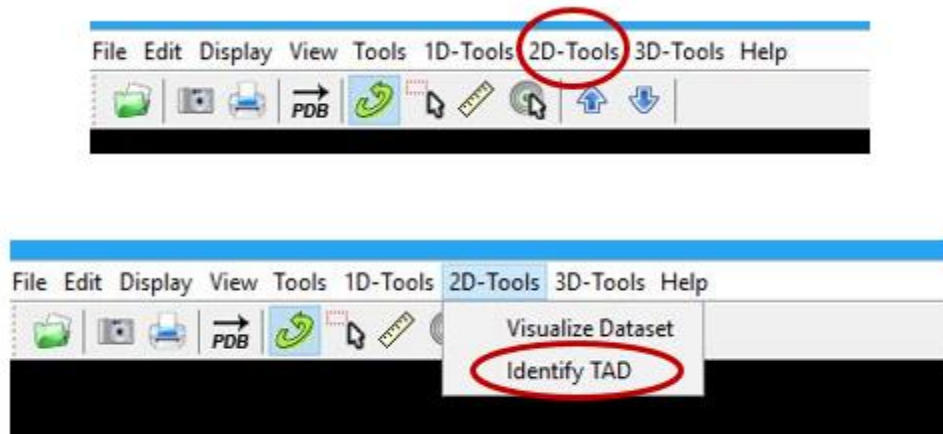 File Edit Display View Tools 1D-Tools 2D-Tools 3D-Tools Help
PDB
File Edit Display View Tools 1D-Tools 2D-Tools 3D-Tools Help
PDB
Visualize Dataset
Identify TAD